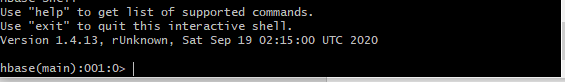 HBase Shell
Use "help" to get list of supported commands.
Use "exit" to quit this interactive shell.
Version 1.4.13, rUnknown, Sat Sep 19 02:15:00 UTC 2020
hbase(main):001:0>